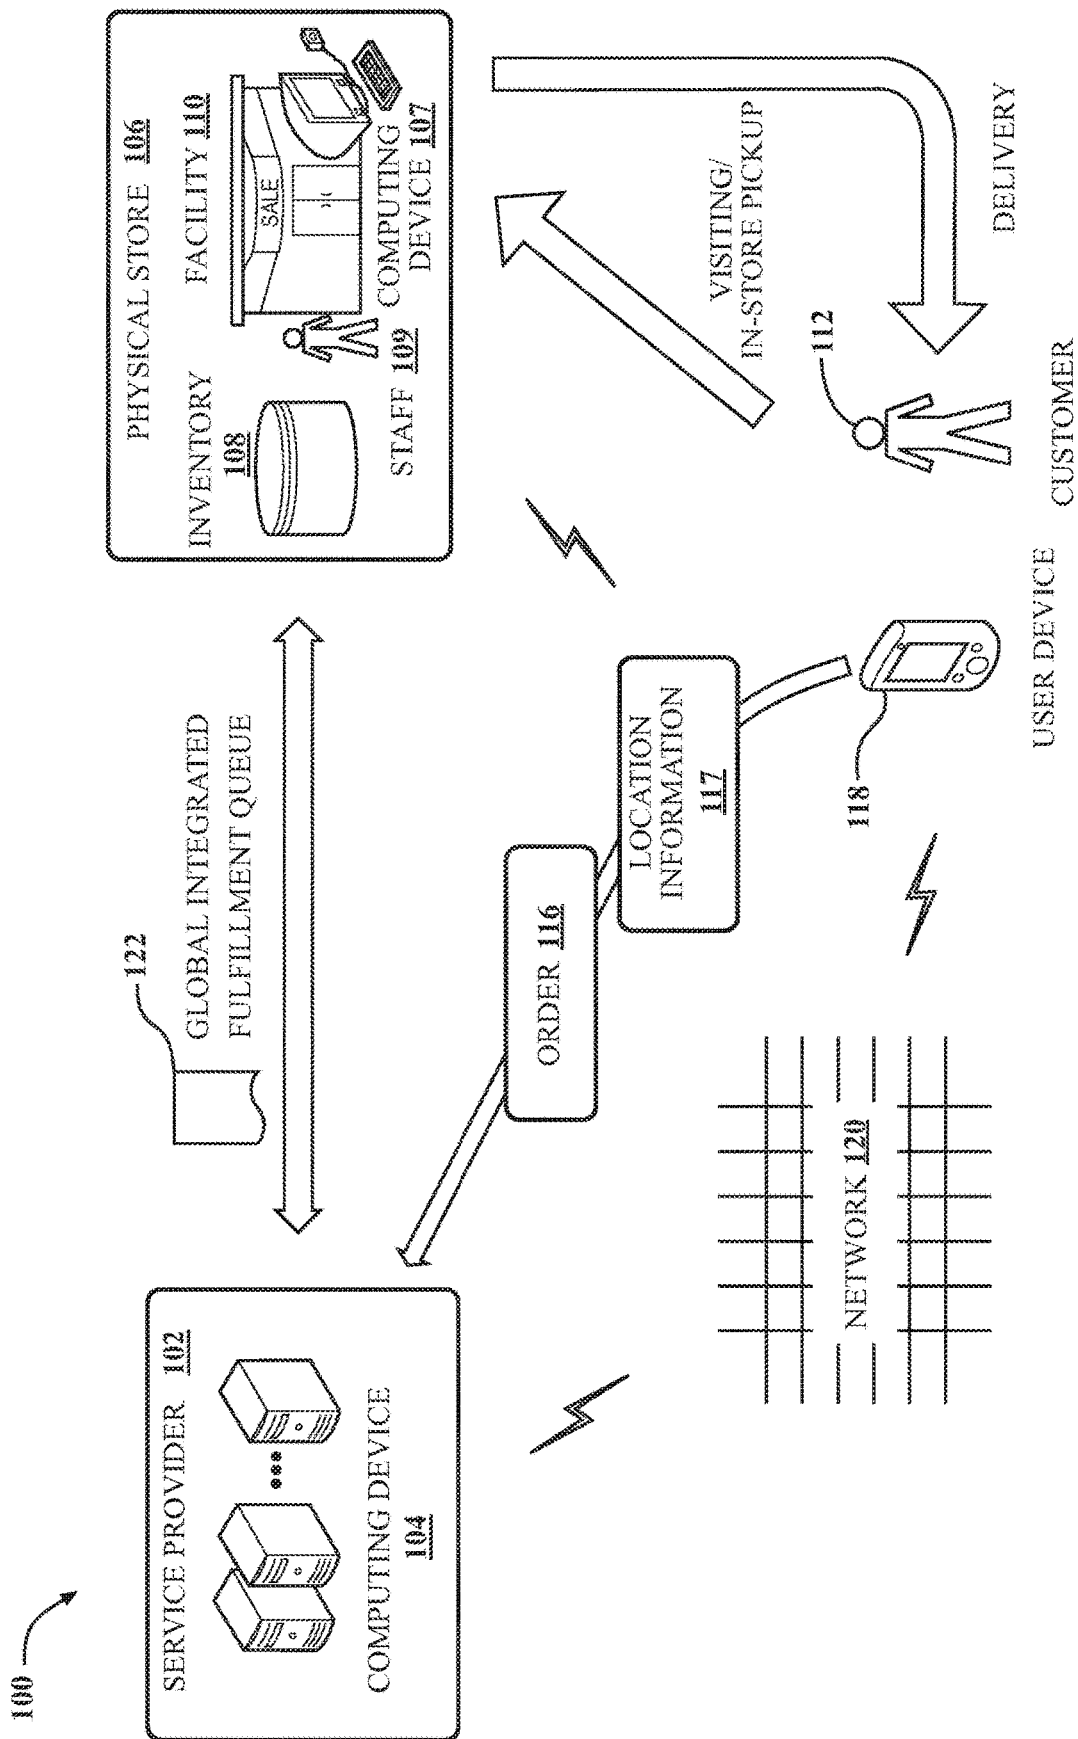 100
SERVICE PROVIDER 102
COMPUTING DEVICE
104
122
GLOBAL INTEGRATED
FULFILLMENT QUEUE
PHYSICAL STORE 106
INVENTORY
108
FACILITY 110
SALE
STAFF 109
COMPUTING
DEVICE 107
ORDER 116
LOCATION
INFORMATION
117
VISITING/
IN-STORE PICKUP
DELIVERY
NETWORK 120
118
USER DEVICE
112
CUSTOMER